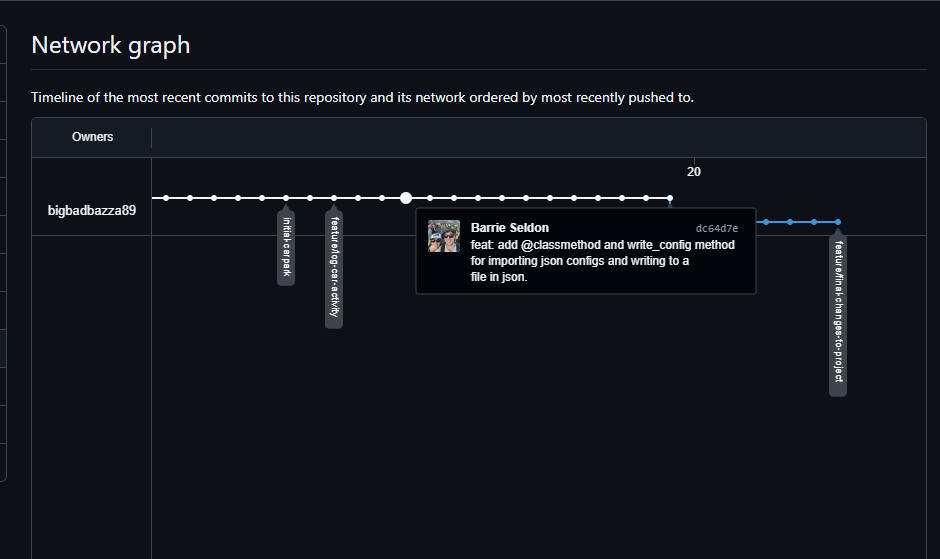 Network graph
Timeline of the most recent commits to this repository and its network ordered by most recently pushed to.
Owners
20
bigbadbazza89
initial-carpark
feature/log-car-activity
Barrie Seldon
dc64d7e
feat: add @classmethod and write_config method
for importing json configs and writing to a
file in json.
feature/final-changes-to-project